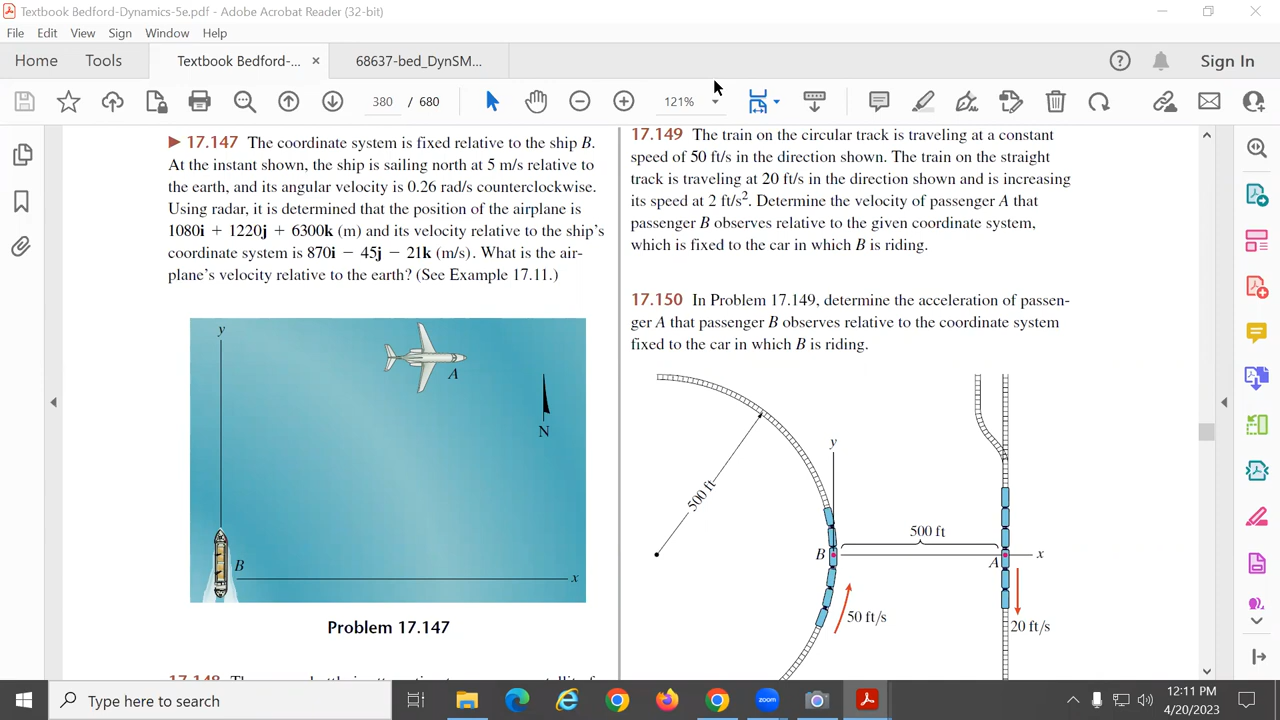 Textbook Bedford-Dynamics-5e.pdf - Adobe Acrobat Reader (32-bit)
File Edit View Sign Window Help
Home Tools Textbook Bedford-... × 68637-bed_DynSM... Sign In
380 / 680 121%
▶ 17.147 The coordinate system is fixed relative to the ship B.
At the instant shown, the ship is sailing north at 5 m/s relative to
the earth, and its angular velocity is 0.26 rad/s counterclockwise.
Using radar, it is determined that the position of the airplane is
1080i + 1220j + 6300k (m) and its velocity relative to the ship's
coordinate system is 870i − 45j − 21k (m/s). What is the air-
plane's velocity relative to the earth? (See Example 17.11.)
y
A
N
B
x
Problem 17.147
17.149 The train on the circular track is traveling at a constant
speed of 50 ft/s in the direction shown. The train on the straight
track is traveling at 20 ft/s in the direction shown and is increasing
its speed at 2 ft/s². Determine the velocity of passenger A that
passenger B observes relative to the given coordinate system,
which is fixed to the car in which B is riding.
17.150 In Problem 17.149, determine the acceleration of passen-
ger A that passenger B observes relative to the coordinate system
fixed to the car in which B is riding.
y
500 ft
500 ft
B
A
x
50 ft/s
20 ft/s
Type here to search
zoom
12:11 PM
4/20/2023